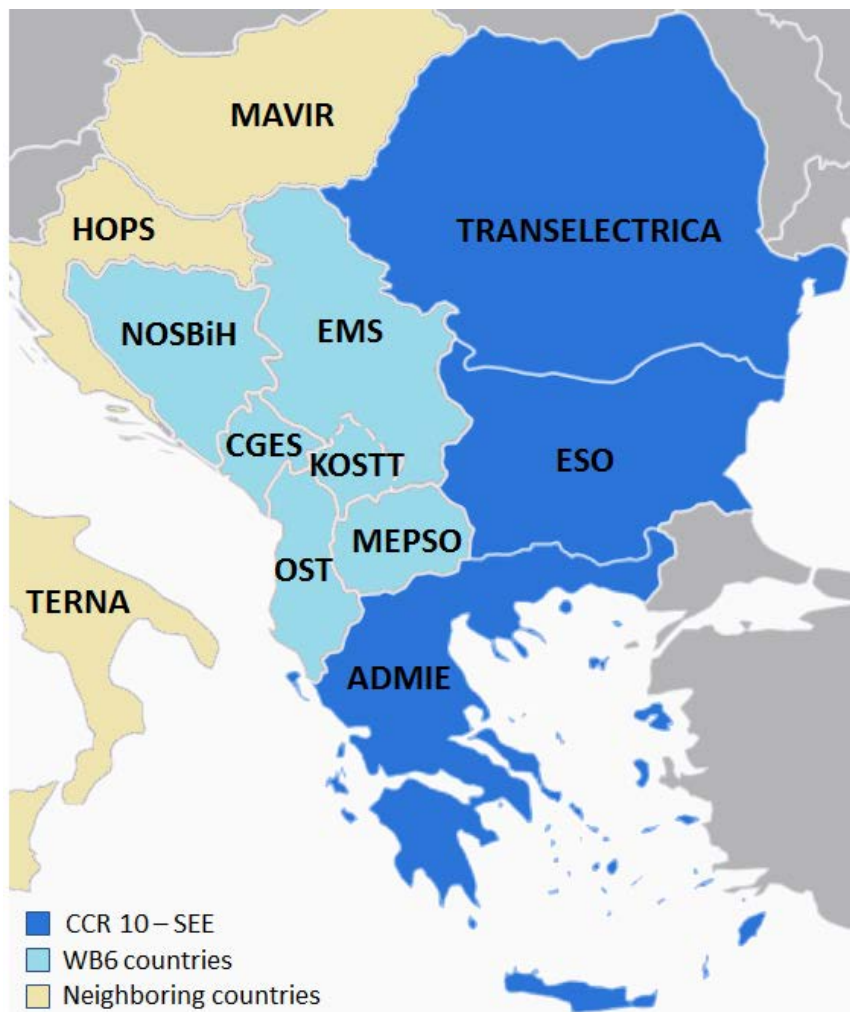 MAVIR
HOPS
TRANSELECTRICA
NOSBiH
EMS
CGES
KOSTT
ESO
MEPSO
OST
TERNA
ADMIE
CCR 10 – SEE
WB6 countries
Neighboring countries